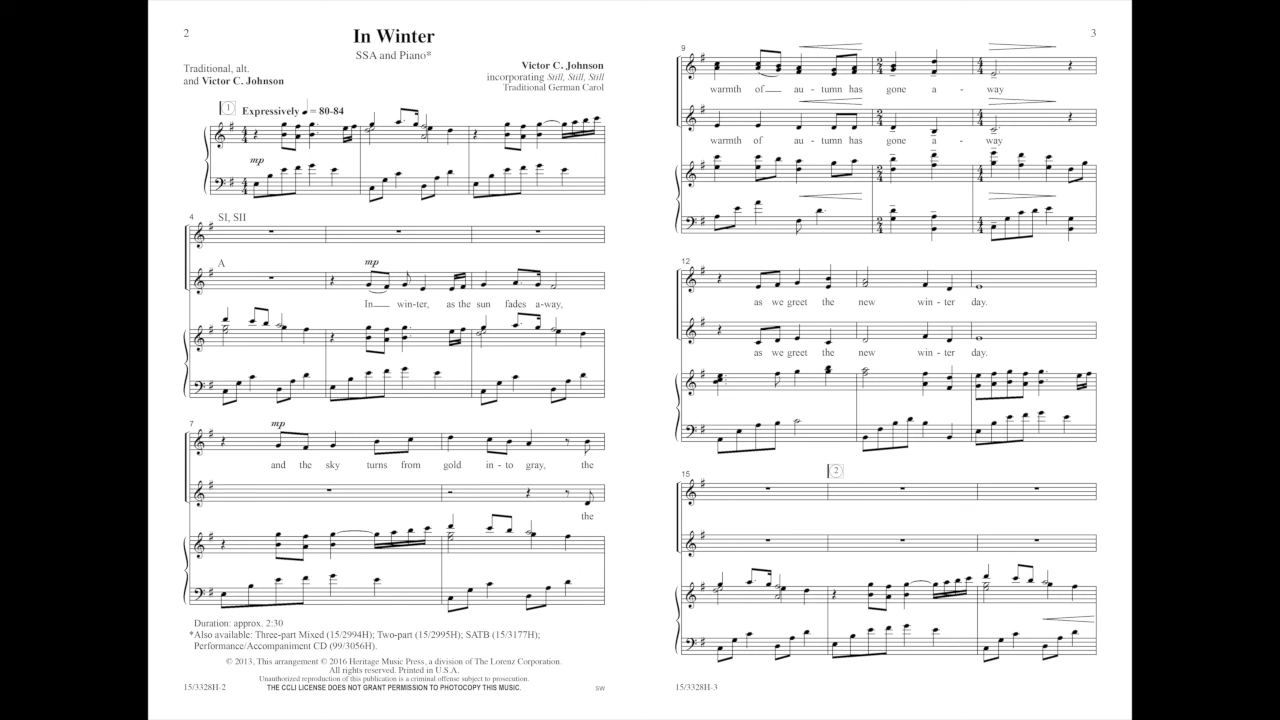 2
In Winter
SSA and Piano*
Traditional, alt.
and Victor C. Johnson
Victor C. Johnson
incorporating Still, Still, Still
Traditional German Carol
1
Expressively ♩ = 80-84
mp
4
SI, SII
A
mp
In winter, as the sun fades a-way,
7
mp
and the sky turns from gold in - to gray, the
the
Duration: approx. 2:30
*Also available: Three-part Mixed (15/2994H); Two-part (15/2995H); SATB (15/3177H);
Performance/Accompaniment CD (99/3056H).
© 2013, This arrangement © 2016 Heritage Music Press, a division of The Lorenz Corporation.
All rights reserved. Printed in U.S.A.
Unauthorized reproduction of this publication is a criminal offense subject to prosecution.
THE CCLI LICENSE DOES NOT GRANT PERMISSION TO PHOTOCOPY THIS MUSIC.
15/3328H-2
SW
3
9
warmth of au - tumn has gone a - way
warmth of au - tumn has gone a - way
12
as we greet the new win - ter day.
as we greet the new win - ter day.
15
2
15/3328H-3